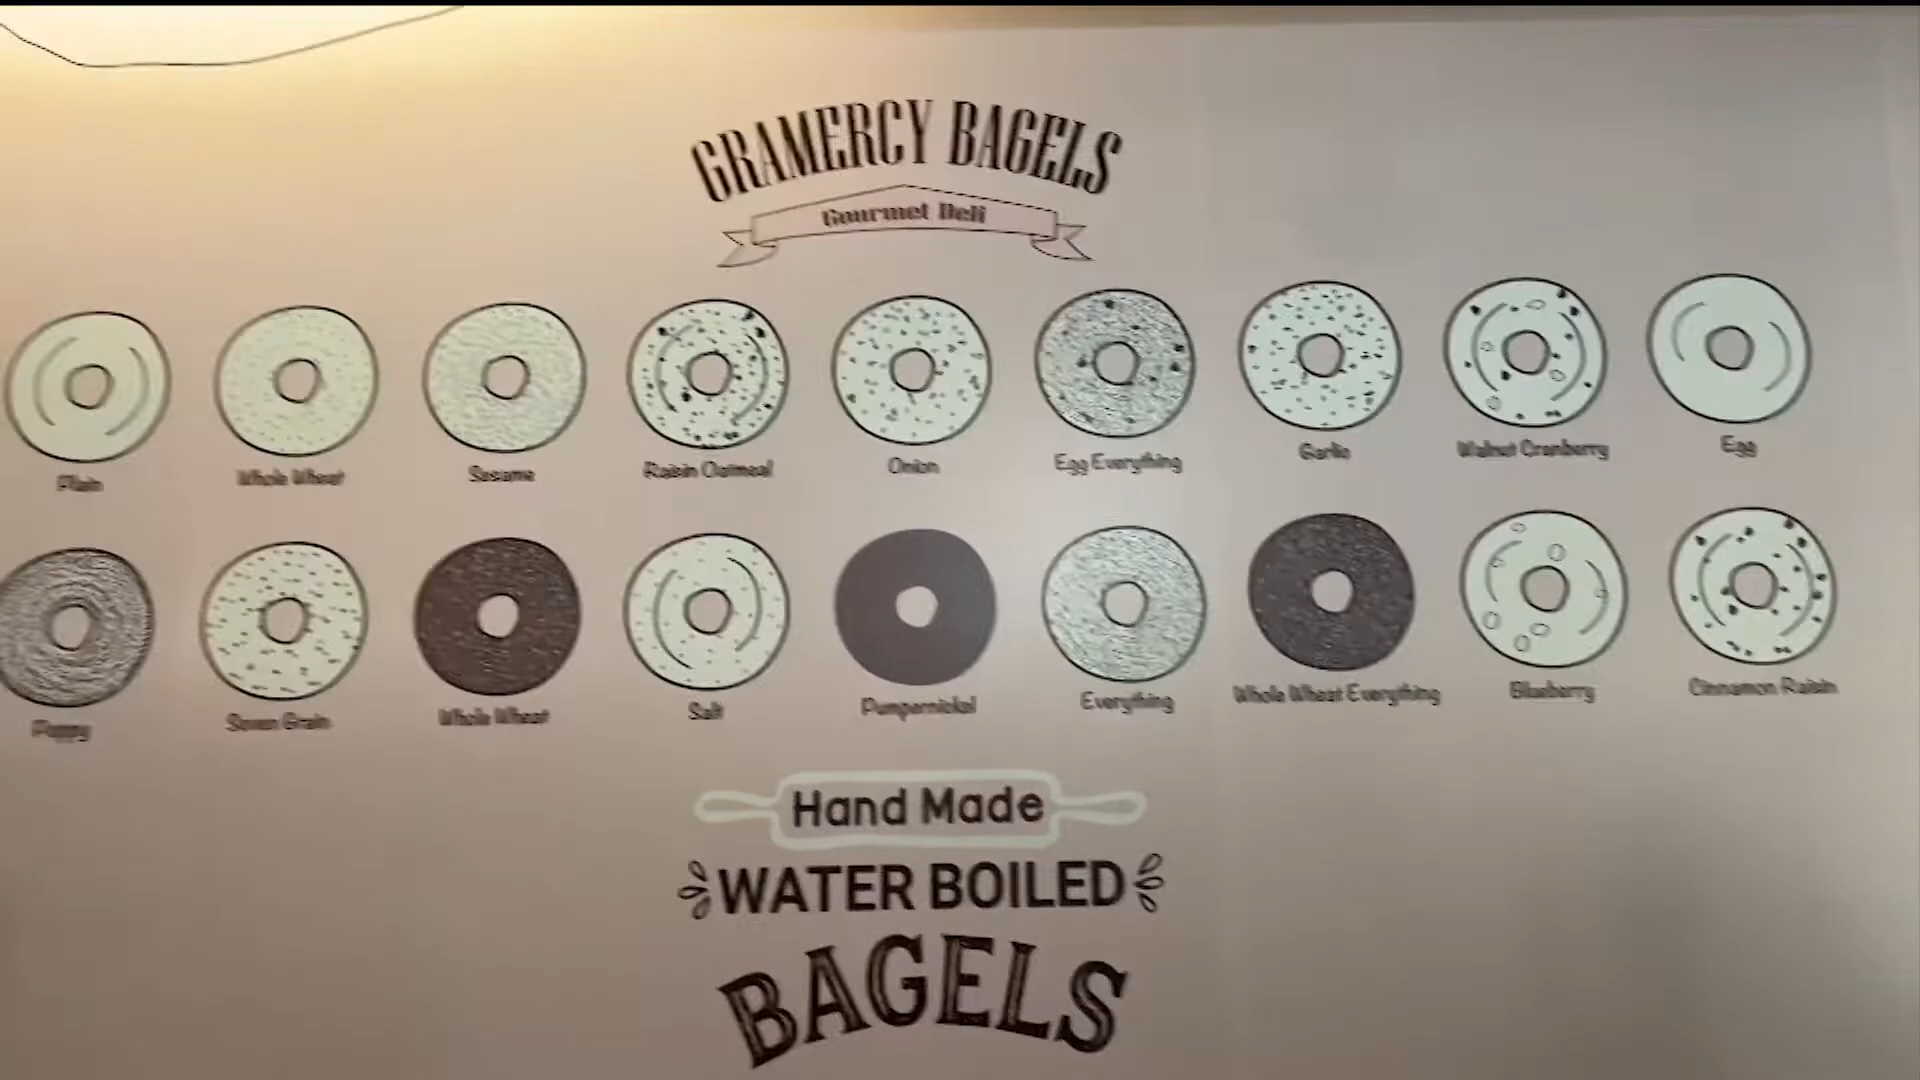 GRAMERCY BAGELS
Gourmet Deli
Plain Whole Wheat Sesame Raisin Oatmeal Onion Egg Everything Garlic Walnut Cranberry Egg
Poppy Seven Grain Whole Wheat Salt Pumpernickel Everything Whole Wheat Everything Blueberry Cinnamon Raisin
Hand Made
WATER BOILED
BAGELS